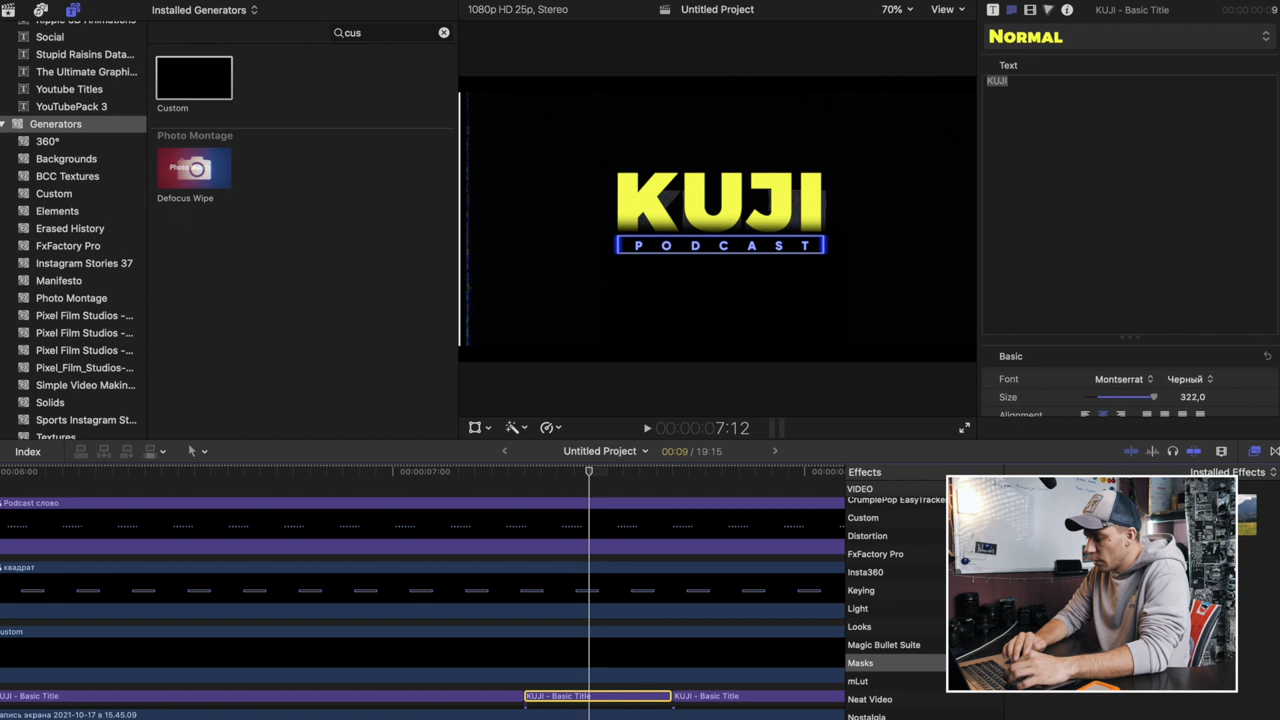 Installed Generators
1080p HD 25p, Stereo
Untitled Project
70%
View
KUJI - Basic Title
9
Social
Stupid Raisins Data...
The Ultimate Graphi...
Youtube Titles
YouTubePack 3
Generators
360°
Backgrounds
BCC Textures
Custom
Elements
Erased History
FxFactory Pro
Instagram Stories 37
Manifesto
Photo Montage
Pixel Film Studios -...
Pixel Film Studios -...
Pixel Film Studios -...
Pixel_Film_Studios-...
Simple Video Makin...
Solids
Sports Instagram St...
Textures
cus
Custom
Photo Montage
Defocus Wipe
KUJI
PODCAST
NORMAL
Text
KUJI
Basic
Font
Montserrat
Черный
Size
322,0
Alignment
00:00:07:12
Index
Untitled Project
00:09 / 19:15
:00:06:00
00:00:07:00
00:00:0
Podcast слово
квадрат
ustom
UJI - Basic Title
KUJI - Basic Title
KUJI - Basic Title
апись экрана 2021-10-17 в 15.45.09
Effects
Installed Effects
VIDEO
CrumplePop EasyTracke
Custom
Distortion
FxFactory Pro
Insta360
Keying
Light
Looks
Magic Bullet Suite
Masks
mLut
Neat Video
Nostalgia